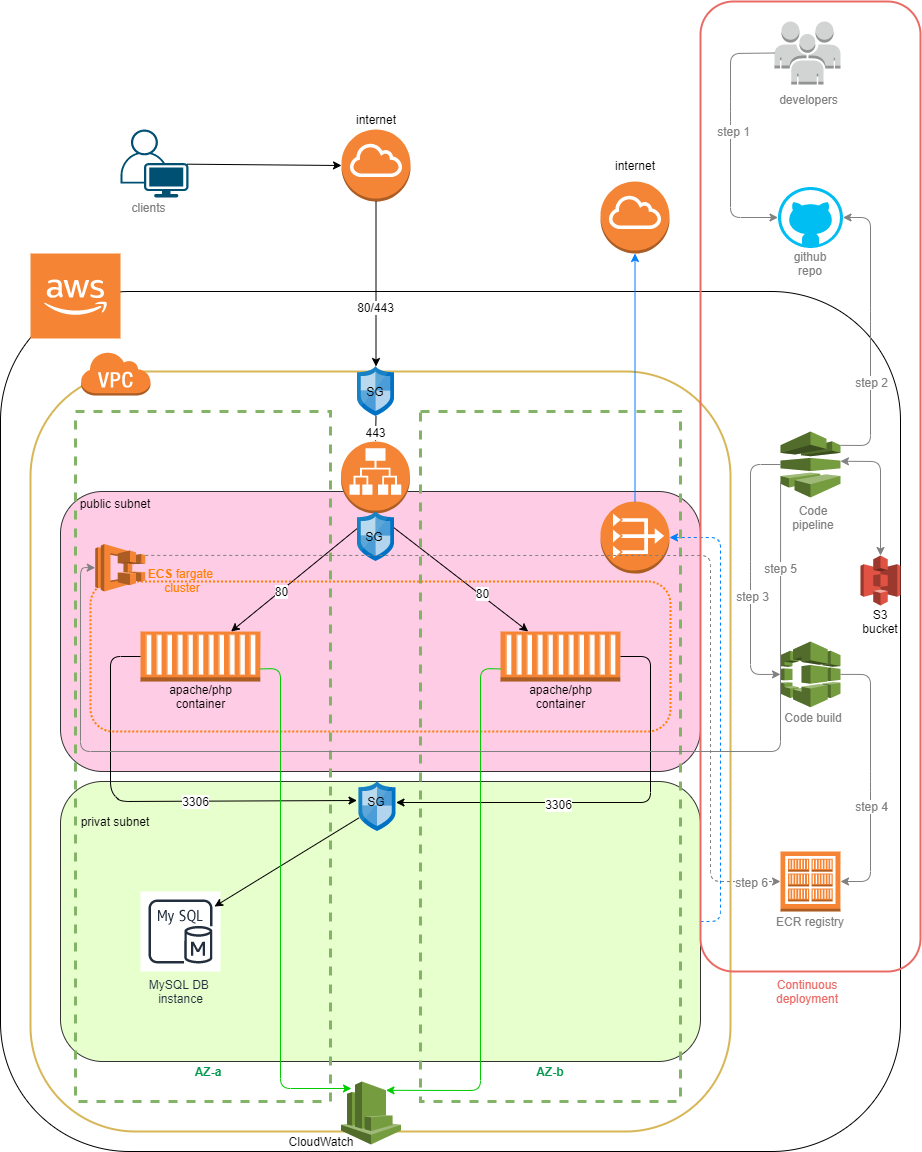 developers
step 1
internet
internet
clients
github
repo
aws
80/443
VPC
SG
step 2
443
public subnet
Code
pipeline
SG
ECS fargate
cluster
80
80
step 5
step 3
S3
bucket
apache/php
container
apache/php
container
Code build
3306
SG
3306
step 4
privat subnet
step 6
My SQL
M
ECR registry
MySQL DB
instance
Continuous
deployment
AZ-a
AZ-b
CloudWatch